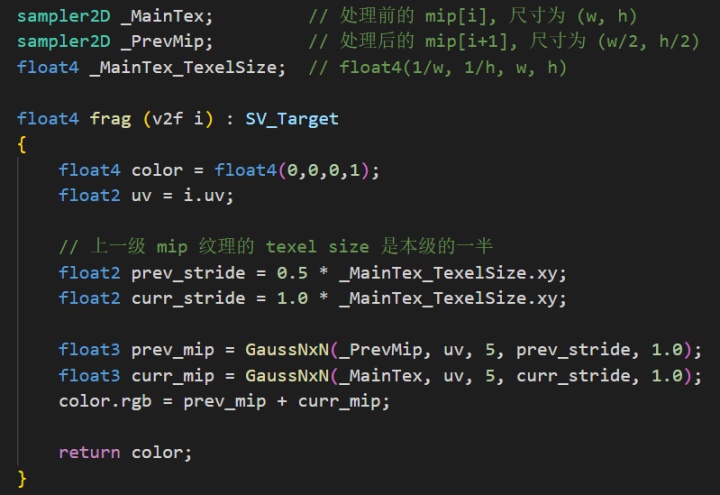 sampler2D _MainTex;         // 处理前的 mip[i], 尺寸为 (w, h)
sampler2D _PrevMip;         // 处理后的 mip[i+1], 尺寸为 (w/2, h/2)
float4 _MainTex_TexelSize;  // float4(1/w, 1/h, w, h)
float4 frag (v2f i) : SV_Target
{
    float4 color = float4(0,0,0,1);
    float2 uv = i.uv;
    // 上一级 mip 纹理的 texel size 是本级的一半
    float2 prev_stride = 0.5 * _MainTex_TexelSize.xy;
    float2 curr_stride = 1.0 * _MainTex_TexelSize.xy;
    float3 prev_mip = GaussNxN(_PrevMip, uv, 5, prev_stride, 1.0);
    float3 curr_mip = GaussNxN(_MainTex, uv, 5, curr_stride, 1.0);
    color.rgb = prev_mip + curr_mip;
    return color;
}